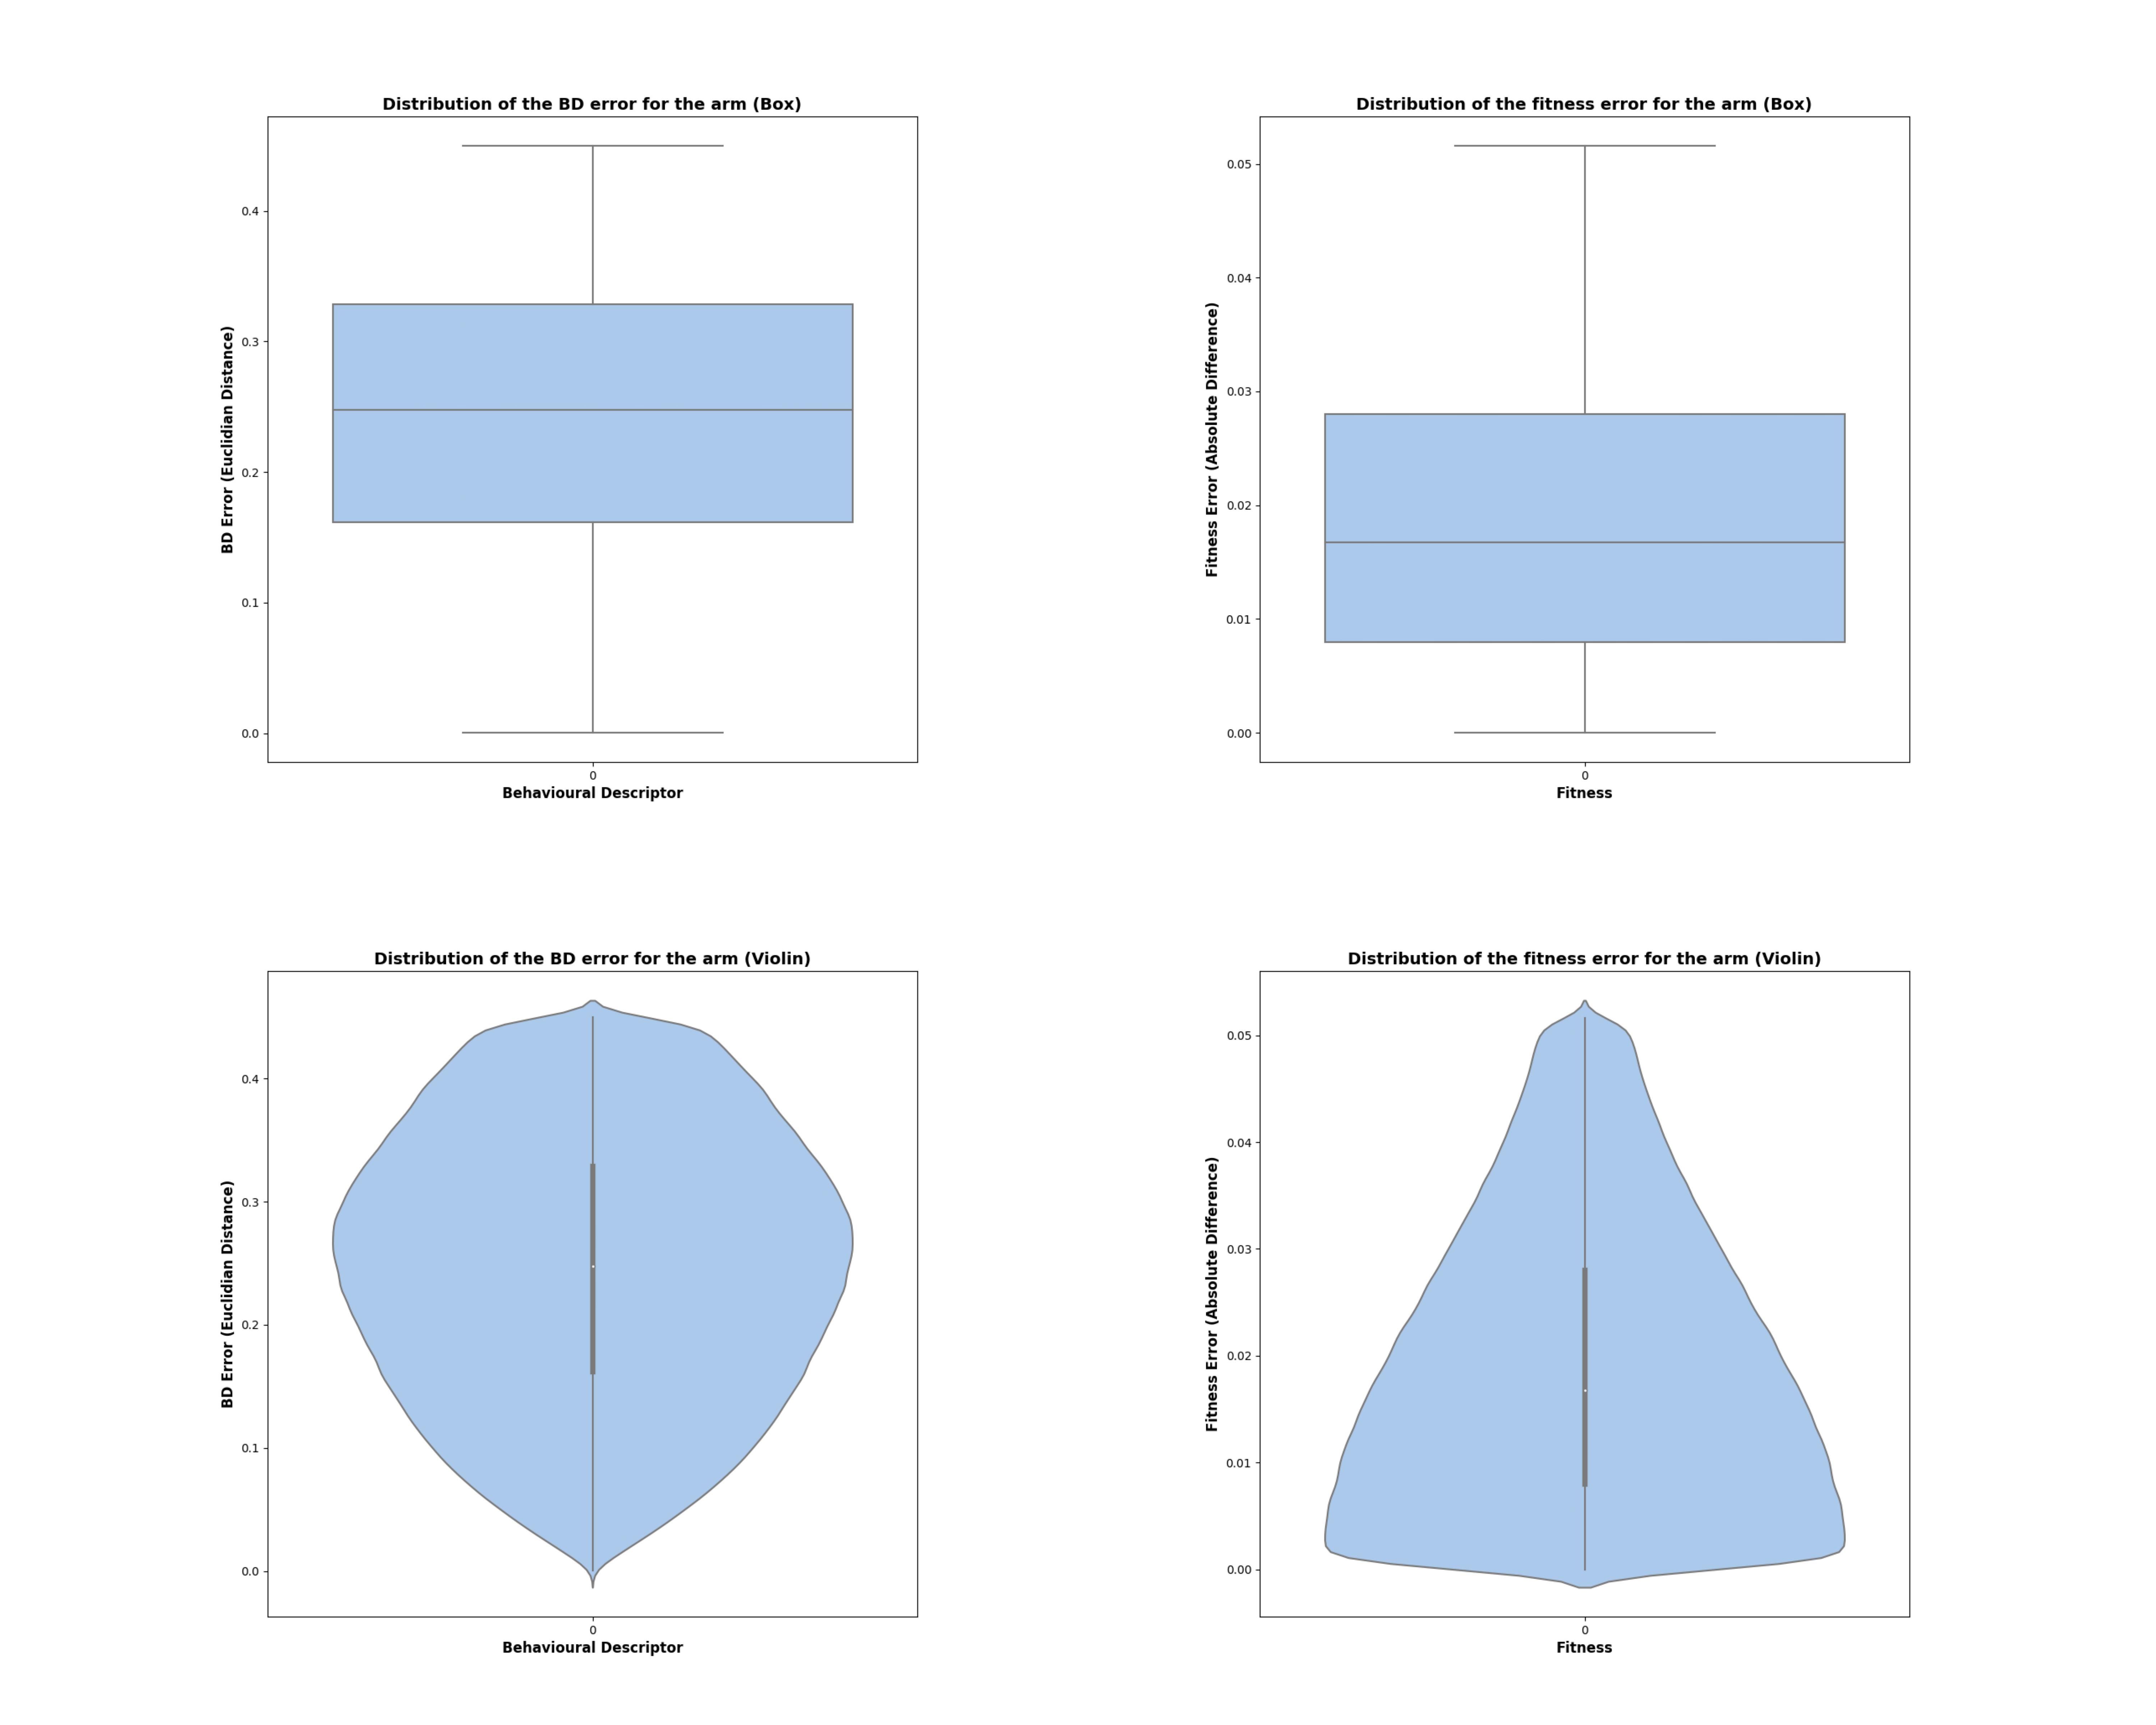 Distribution of the BD error for the arm (Box)
BD Error (Euclidian Distance)
0.4
0.3
0.2
0.1
0.0
0
Behavioural Descriptor
Distribution of the fitness error for the arm (Box)
Fitness Error (Absolute Difference)
0.05
0.04
0.03
0.02
0.01
0.00
0
Fitness
Distribution of the BD error for the arm (Violin)
BD Error (Euclidian Distance)
0.4
0.3
0.2
0.1
0.0
0
Behavioural Descriptor
Distribution of the fitness error for the arm (Violin)
Fitness Error (Absolute Difference)
0.05
0.04
0.03
0.02
0.01
0.00
0
Fitness